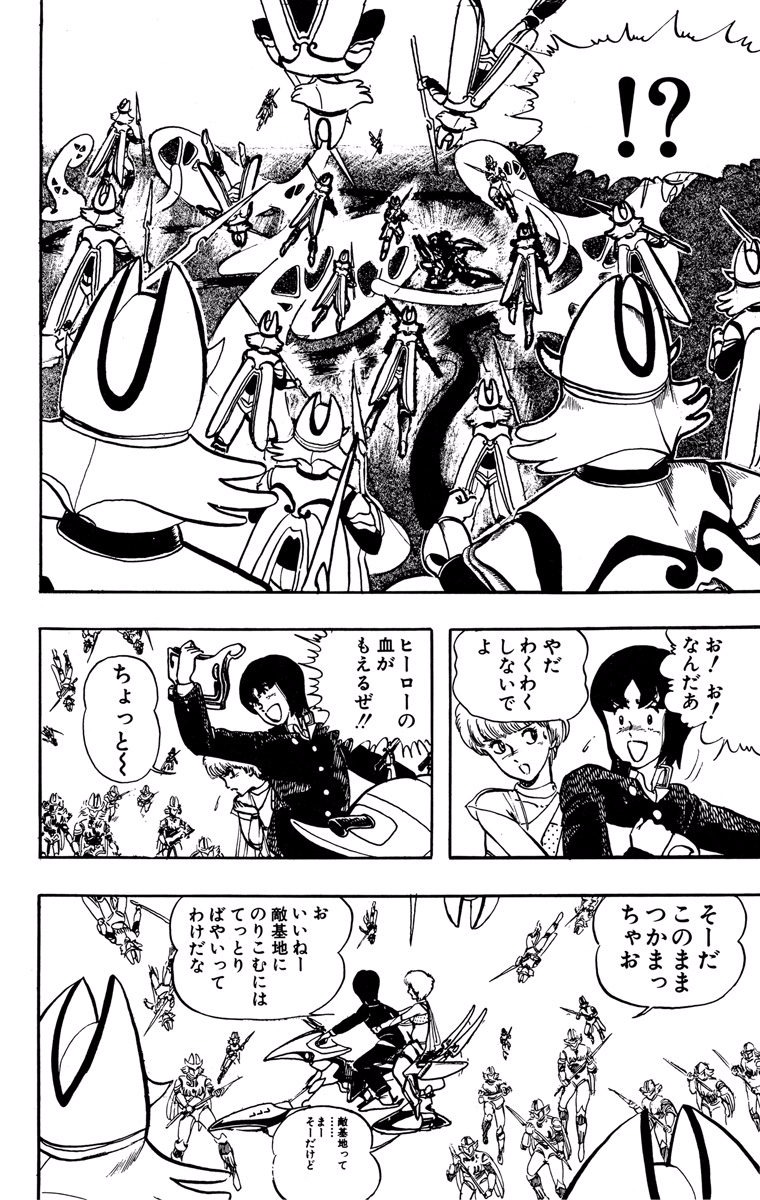 !?
お!お!
なんだあ
やだ
わくわく
しないで
よ
ヒーローの
血が
もえるぜ!!
ちょっと〜
そーだ
このまま
つかまっ
ちゃお
お
いいねー
敵基地に
のりこむには
てっとり
ばやいって
わけだな
敵基地って
……
まー
そーだけど